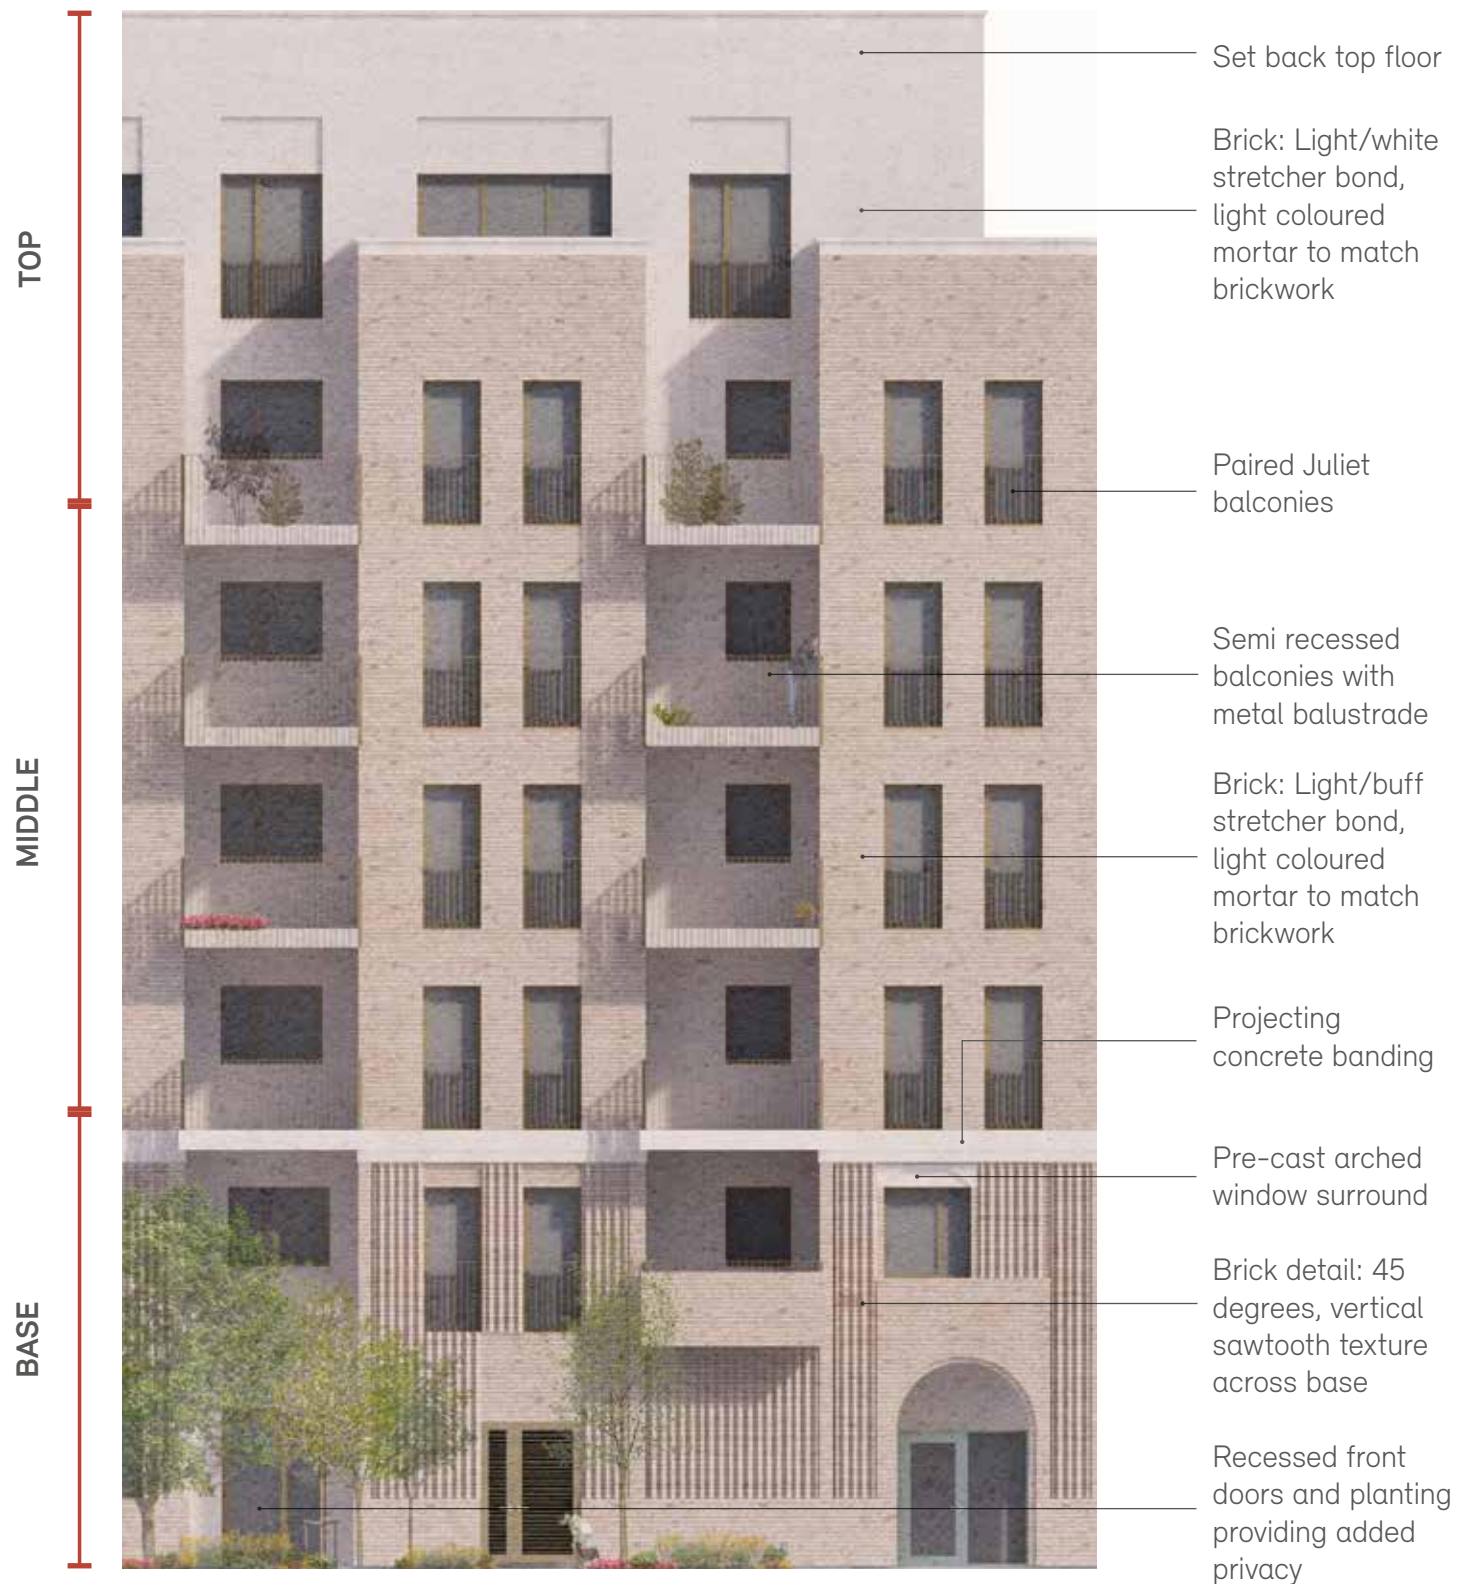 TOP
MIDDLE
BASE
Set back top floor
Brick: Light/white
stretcher bond,
light coloured
mortar to match
brickwork
Paired Juliet
balconies
Semi recessed
balconies with
metal balustrade
Brick: Light/buff
stretcher bond,
light coloured
mortar to match
brickwork
Projecting
concrete banding
Pre-cast arched
window surround
Brick detail: 45
degrees, vertical
sawtooth texture
across base
Recessed front
doors and planting
providing added
privacy